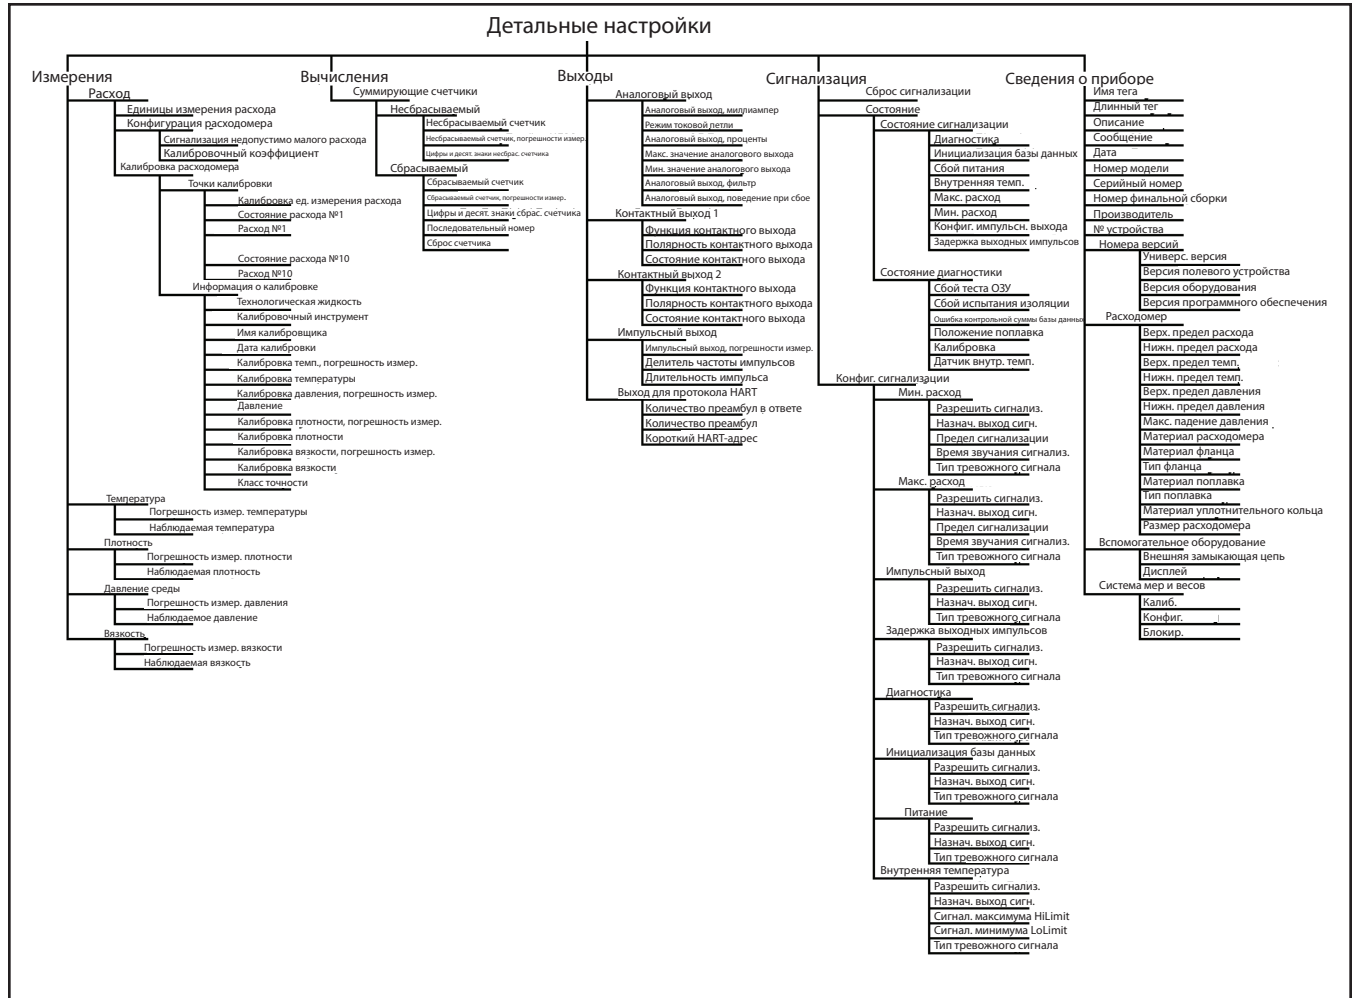 Детальные настройки
Измерения
Расход
Единицы измерения расхода
Конфигурация расходомера
Сигнализация недопустимо малого расхода
Калибровочный коэффициент
Калибровка расходомера
Точки калибровки
Калибровка ед. измерения расхода
Состояние расхода №1
Расход №1
Состояние расхода №10
Расход №10
Информация о калибровке
Технологическая жидкость
Калибровочный инструмент
Имя калибровщика
Дата калибровки
Калибровка темп., погрешность измер.
Калибровка температуры
Калибровка давления, погрешность измер.
Давление
Калибровка плотности, погрешность измер.
Калибровка плотности
Калибровка вязкости, погрешность измер.
Калибровка вязкости
Класс точности
Температура
Погрешность измер. температуры
Наблюдаемая температура
Плотность
Погрешность измер. плотности
Наблюдаемая плотность
Давление среды
Погрешность измер. давления
Наблюдаемое давление
Вязкость
Погрешность измер. вязкости
Наблюдаемая вязкость
Вычисления
Суммирующие счетчики
Несбрасываемый
Несбрасываемый счетчик
Несбрасываемый счетчик, погрешности измер.
Цифры и десят. знаки несбрас. счетчика
Сбрасываемый
Сбрасываемый счетчик
Сбрасываемый счетчик, погрешности измер.
Цифры и десят. знаки сбрас. счетчика
Последовательный номер
Сброс счетчика
Выходы
Аналоговый выход
Аналоговый выход, миллиампер
Режим токовой петли
Аналоговый выход, проценты
Макс. значение аналогового выхода
Мин. значение аналогового выхода
Аналоговый выход, фильтр
Аналоговый выход, поведение при сбое
Контактный выход 1
Функция контактного выхода
Полярность контактного выхода
Состояние контактного выхода
Контактный выход 2
Функция контактного выхода
Полярность контактного выхода
Состояние контактного выхода
Импульсный выход
Импульсный выход, погрешности измер.
Делитель частоты импульсов
Длительность импульса
Выход для протокола HART
Количество преамбул в ответе
Количество преамбул
Короткий HART-адрес
Сигнализация
Сброс сигнализации
Состояние
Состояние сигнализации
Диагностика
Инициализация базы данных
Сбой питания
Внутренняя темп.
Макс. расход
Мин. расход
Конфиг. импульсн. выхода
Задержка выходных импульсов
Состояние диагностики
Сбой теста ОЗУ
Сбой испытания изоляции
Ошибка контрольной суммы базы данных
Положение поплавка
Калибровка
Датчик внутр. темп.
Конфиг. сигнализации
Мин. расход
Разрешить сигнализ.
Назнач. выход сигн.
Предел сигнализации
Время звучания сигнализ.
Тип тревожного сигнала
Макс. расход
Разрешить сигнализ.
Назнач. выход сигн.
Предел сигнализации
Время звучания сигнализ.
Тип тревожного сигнала
Импульсный выход
Разрешить сигнализ.
Назнач. выход сигн.
Тип тревожного сигнала
Задержка выходных импульсов
Разрешить сигнализ.
Назнач. выход сигн.
Тип тревожного сигнала
Диагностика
Разрешить сигнализ.
Назнач. выход сигн.
Тип тревожного сигнала
Инициализация базы данных
Разрешить сигнализ.
Назнач. выход сигн.
Тип тревожного сигнала
Питание
Разрешить сигнализ.
Назнач. выход сигн.
Тип тревожного сигнала
Внутренняя температура
Разрешить сигнализ.
Назнач. выход сигн.
Сигнал. максимума HiLimit
Сигнал. минимума LoLimit
Тип тревожного сигнала
Сведения о приборе
Имя тега
Длинный тег
Описание
Сообщение
Дата
Номер модели
Серийный номер
Номер финальной сборки
Производитель
№ устройства
Номера версий
Универс. версия
Версия полевого устройства
Версия оборудования
Версия программного обеспечения
Расходомер
Верх. предел расхода
Нижн. предел расхода
Верх. предел темп.
Нижн. предел темп.
Верх. предел давления
Нижн. предел давления
Макс. падение давления
Материал расходомера
Материал фланца
Тип фланца
Материал поплавка
Тип поплавка
Материал уплотнительного кольца
Размер расходомера
Вспомогательное оборудование
Внешняя замыкающая цепь
Дисплей
Система мер и весов
Калиб.
Конфиг.
Блокир.